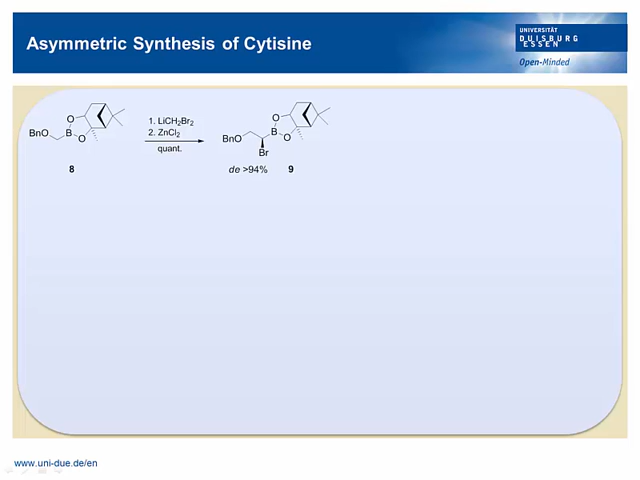 Asymmetric Synthesis of Cytisine
UNIVERSITÄT
DUISBURG
ESSEN
Open-Minded
BnO
B
O
O
1. LiCH2Br2
2. ZnCl2
quant.
BnO
B
O
O
Br
8
de >94%
9
www.uni-due.de/en